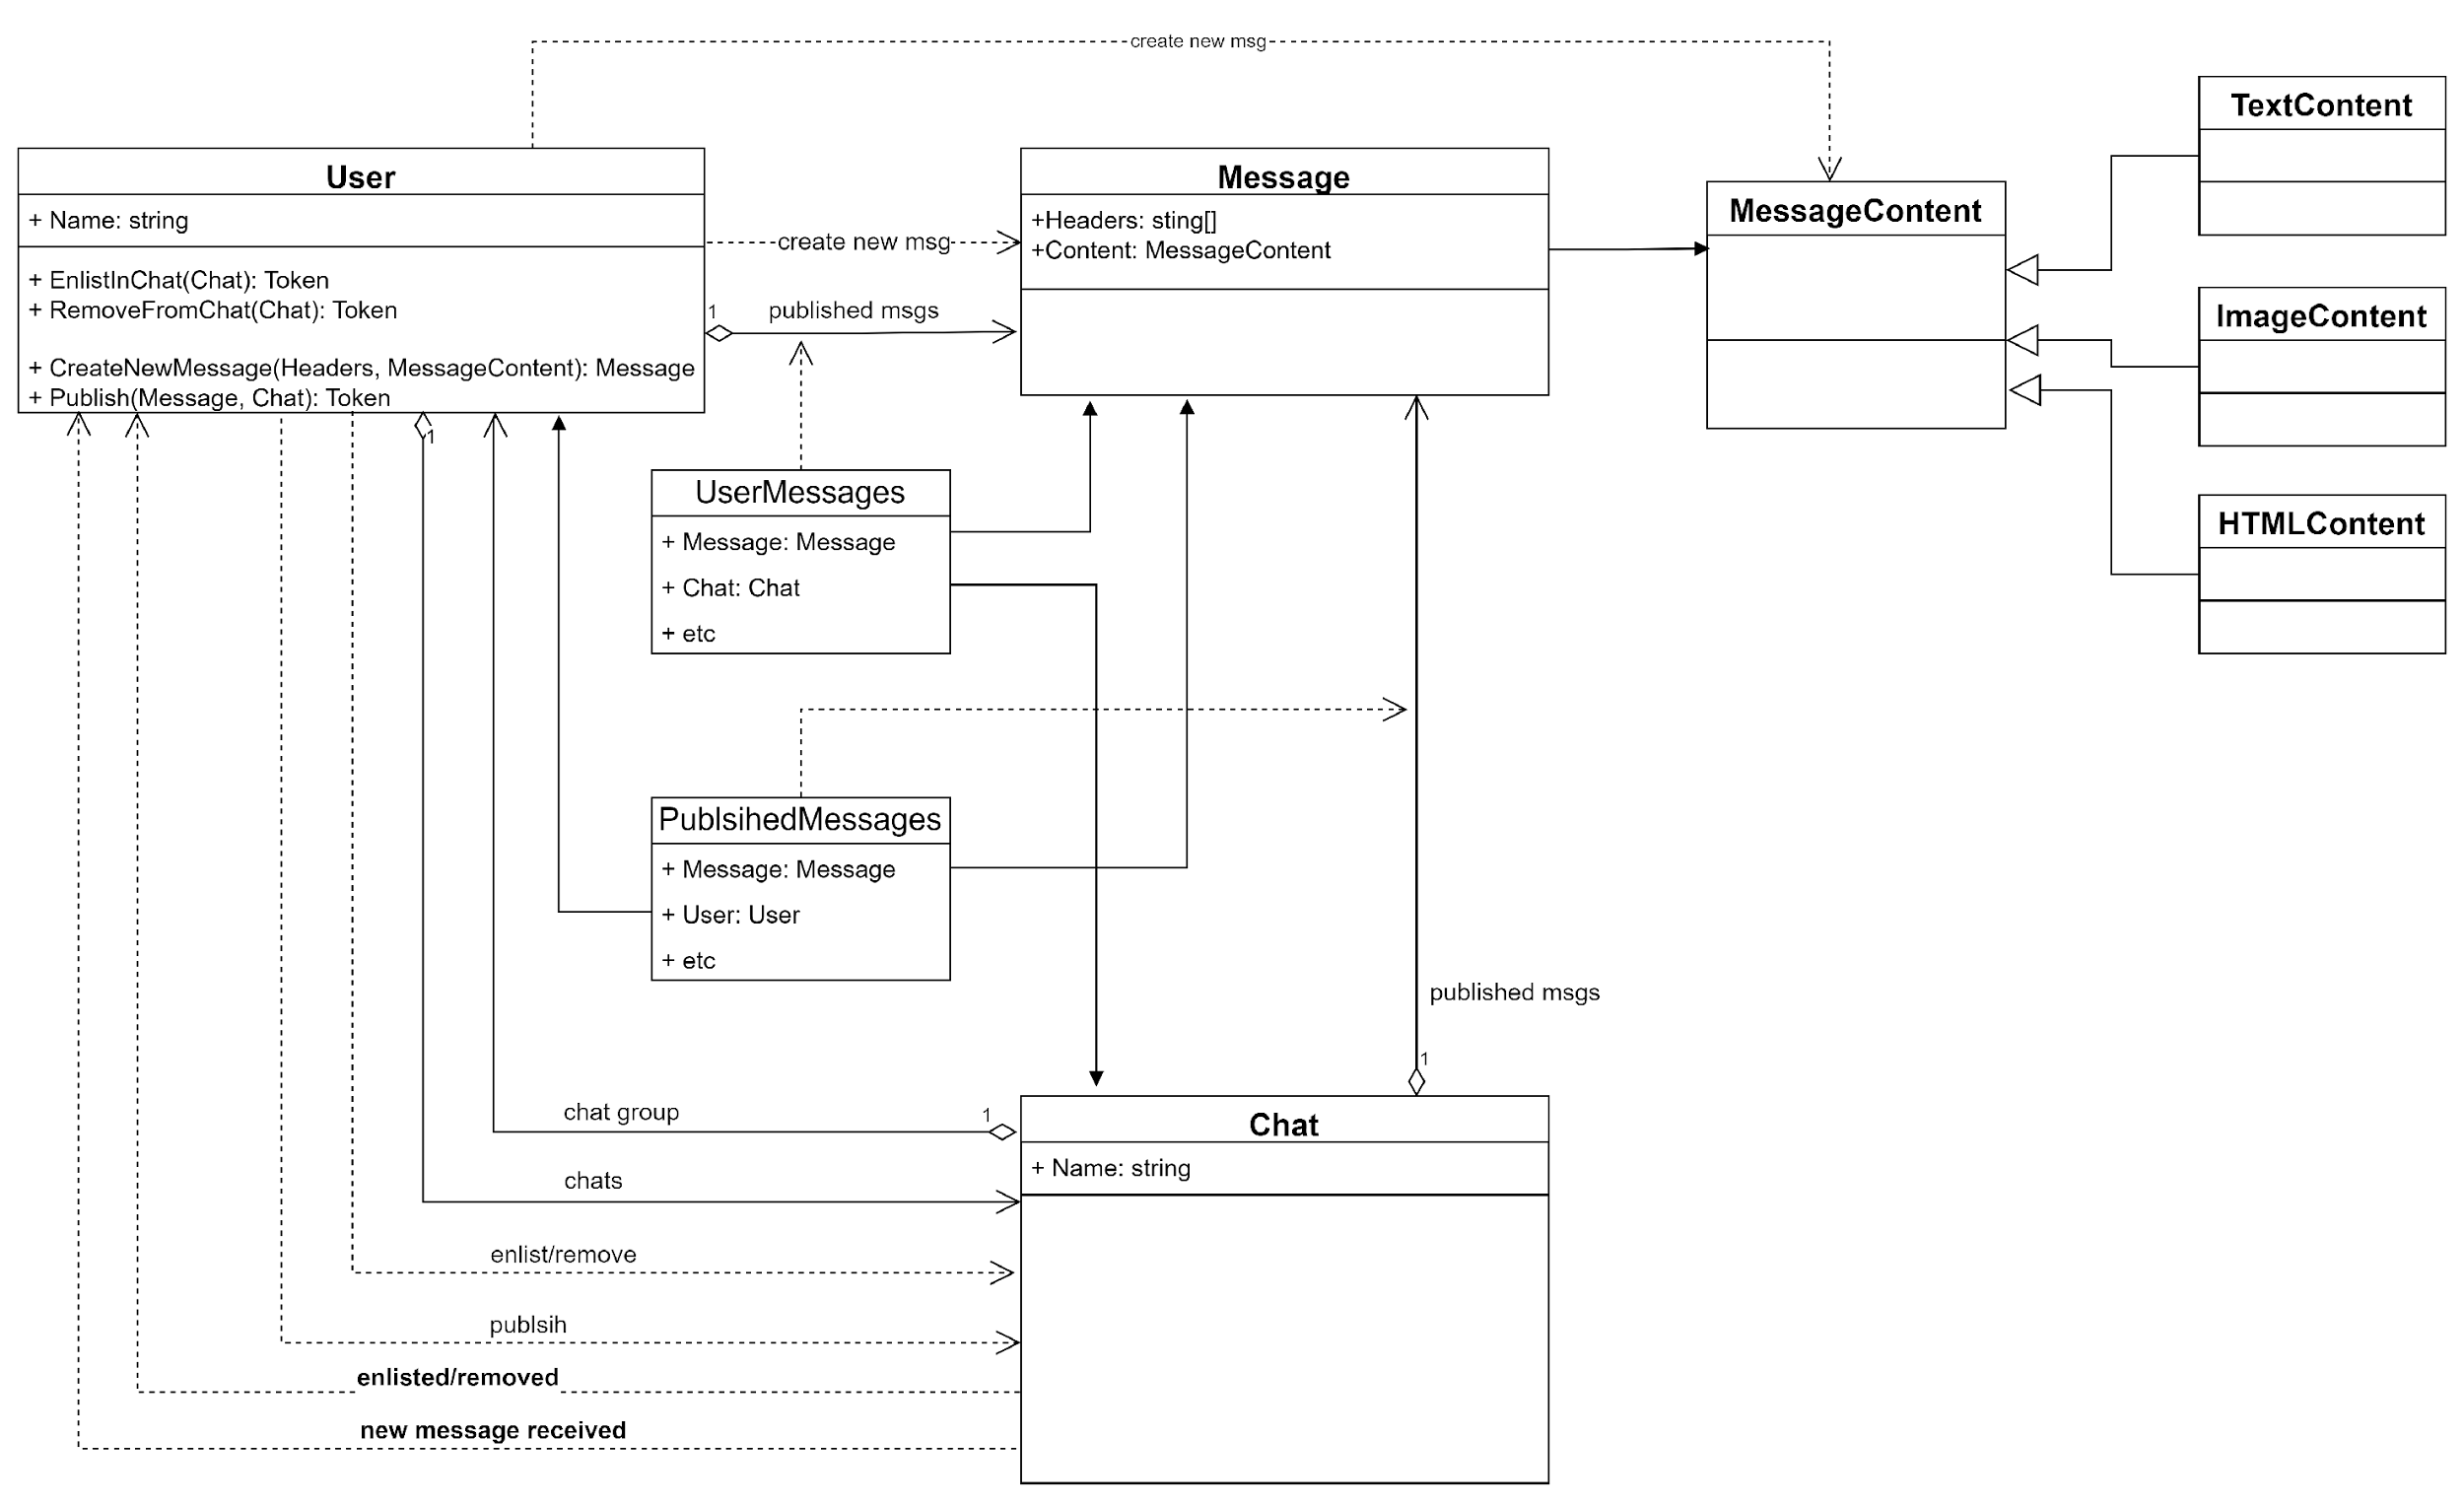 create new msg
TextContent
User
+ Name: string
+ EnlistInChat(Chat): Token
+ RemoveFromChat(Chat): Token
+ CreateNewMessage(Headers, MessageContent): Message
+ Publish(Message, Chat): Token
create new msg
1
published msgs
Message
+Headers: sting[]
+Content: MessageContent
MessageContent
ImageContent
HTMLContent
1
UserMessages
+ Message: Message
+ Chat: Chat
+ etc
PublsihedMessages
+ Message: Message
+ User: User
+ etc
published msgs
1
chat group
1
Chat
+ Name: string
chats
enlist/remove
publsih
enlisted/removed
new message received